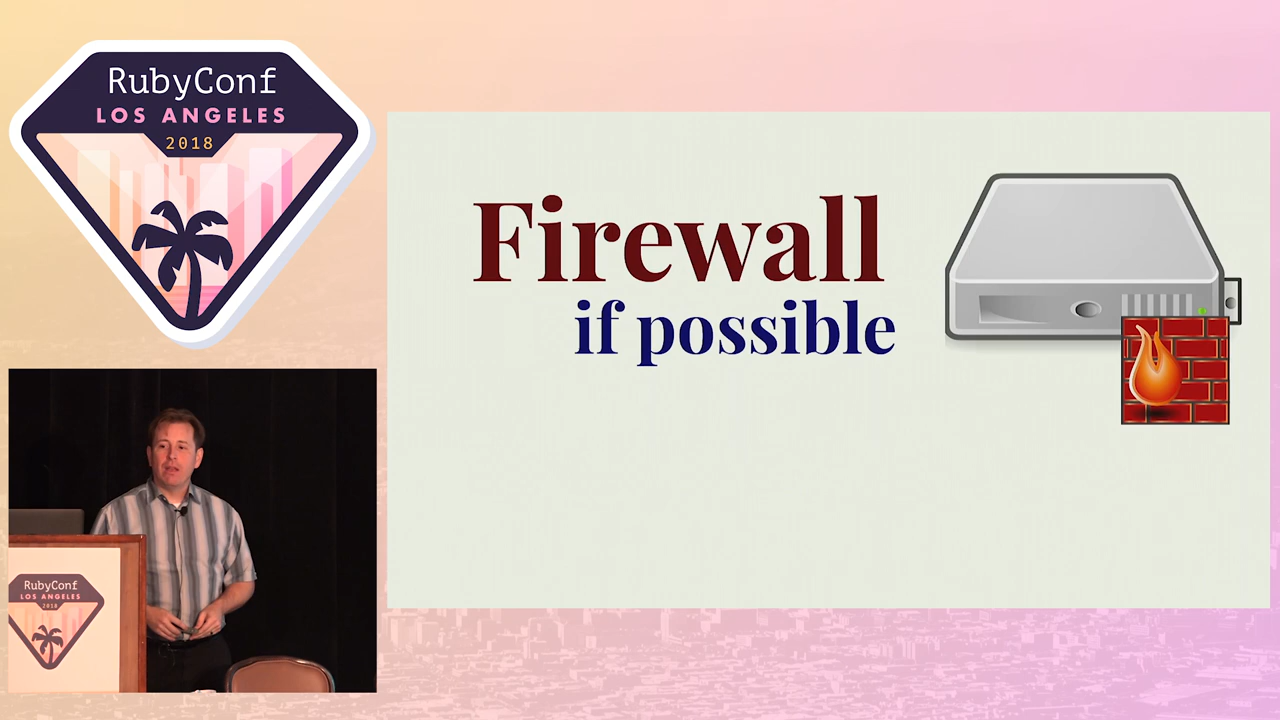 RubyConf
LOS ANGELES
2018
Firewall
if possible
RubyConf
LOS ANGELES
2018